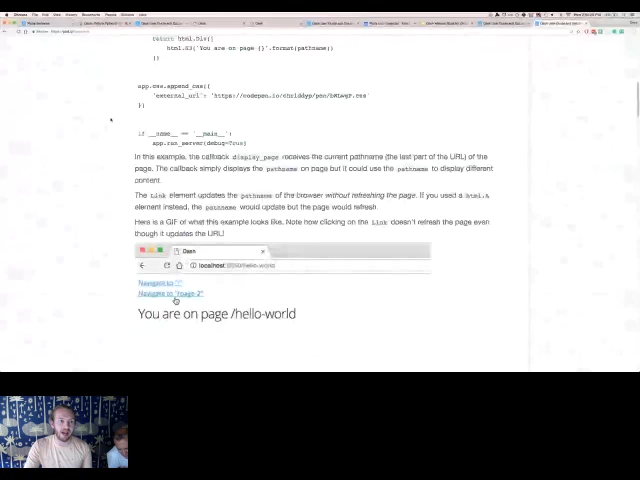 return html.Div([
html.H3('You are on page {}'.format(pathname))
])
app.css.append_css({
'external_url': 'https://codepen.io/chriddyp/pen/bWLwgP.css'
})
if __name__ == '__main__':
app.run_server(debug=True)
In this example, the callback display_page receives the current pathname (the last part of the URL) of the
page. The callback simply displays the pathname on page but it could use the pathname to display different
content.
The Link element updates the pathname of the browser without refreshing the page. If you used a html.A
element instead, the pathname would update but the page would refresh.
Here is a GIF of what this example looks like. Note how clicking on the Link doesn't refresh the page even
though it updates the URL!
Dash
localhost:8050/hello-world
Navigate to "/"
Navigate to "/page-2"
You are on page /hello-world